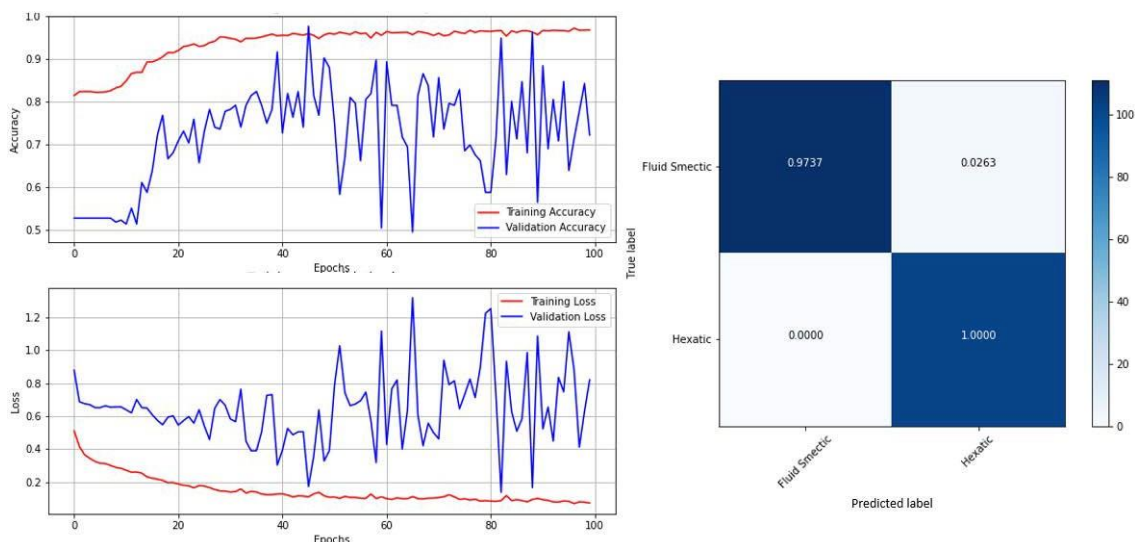 1.0
0.9
0.8
0.7
0.6
0.5
Accuracy
0 20 40 60 80 100
Epochs
Training Accuracy
Validation Accuracy
1.2
1.0
0.8
0.6
0.4
0.2
Loss
0 20 40 60 80 100
Epochs
Training Loss
Validation Loss
True label
Fluid Smectic
Hexatic
0.9737 0.0263
0.0000 1.0000
Fluid Smectic
Hexatic
Predicted label
100
80
60
40
20
0